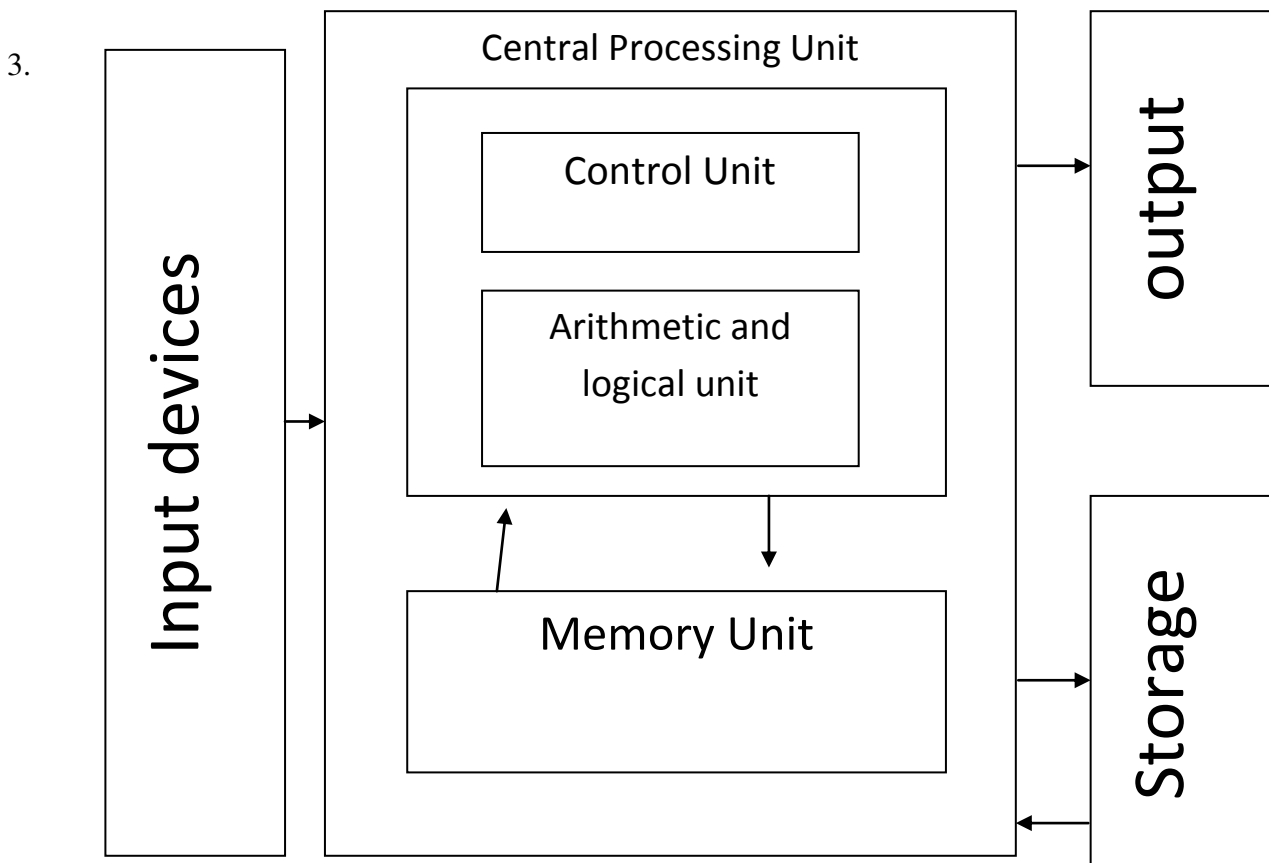 3.
Input devices
Central Processing Unit
Control Unit
Arithmetic and
logical unit
Memory Unit
output
Storage